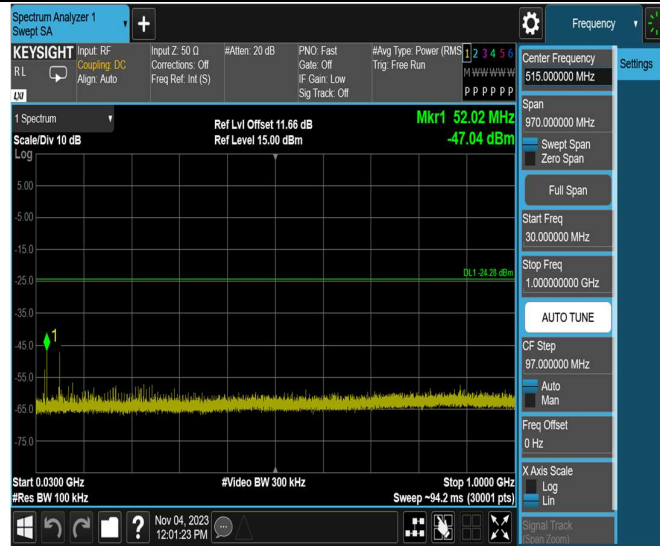 Spectrum Analyzer 1
Swept SA
Frequency
KEYSIGHT
RL
LXI
Input: RF
Coupling: DC
Align: Auto
Input Z: 50 Ω
Corrections: Off
Freq Ref: Int (S)
#Atten: 20 dB
PNO: Fast
Gate: Off
IF Gain: Low
Sig Track: Off
#Avg Type: Power (RMS
Trig: Free Run
1 2 3 4 5 6
M W W W W W
P P P P P P
1 Spectrum
Scale/Div 10 dB
Log
Ref Lvl Offset 11.66 dB
Ref Level 15.00 dBm
Mkr1 52.02 MHz
-47.04 dBm
5.00
-5.00
-15.0
DL1 -24.28 dBm
-25.0
-35.0
1
-45.0
-55.0
-65.0
-75.0
Start 0.0300 GHz
#Res BW 100 kHz
#Video BW 300 kHz
Stop 1.0000 GHz
Sweep ~94.2 ms (30001 pts)
Nov 04, 2023
12:01:23 PM
Center Frequency
515.000000 MHz
Settings
Span
970.000000 MHz
Swept Span
Zero Span
Full Span
Start Freq
30.000000 MHz
Stop Freq
1.000000000 GHz
AUTO TUNE
CF Step
97.000000 MHz
Auto
Man
Freq Offset
0 Hz
X Axis Scale
Log
Lin
Signal Track
(Span Zoom)